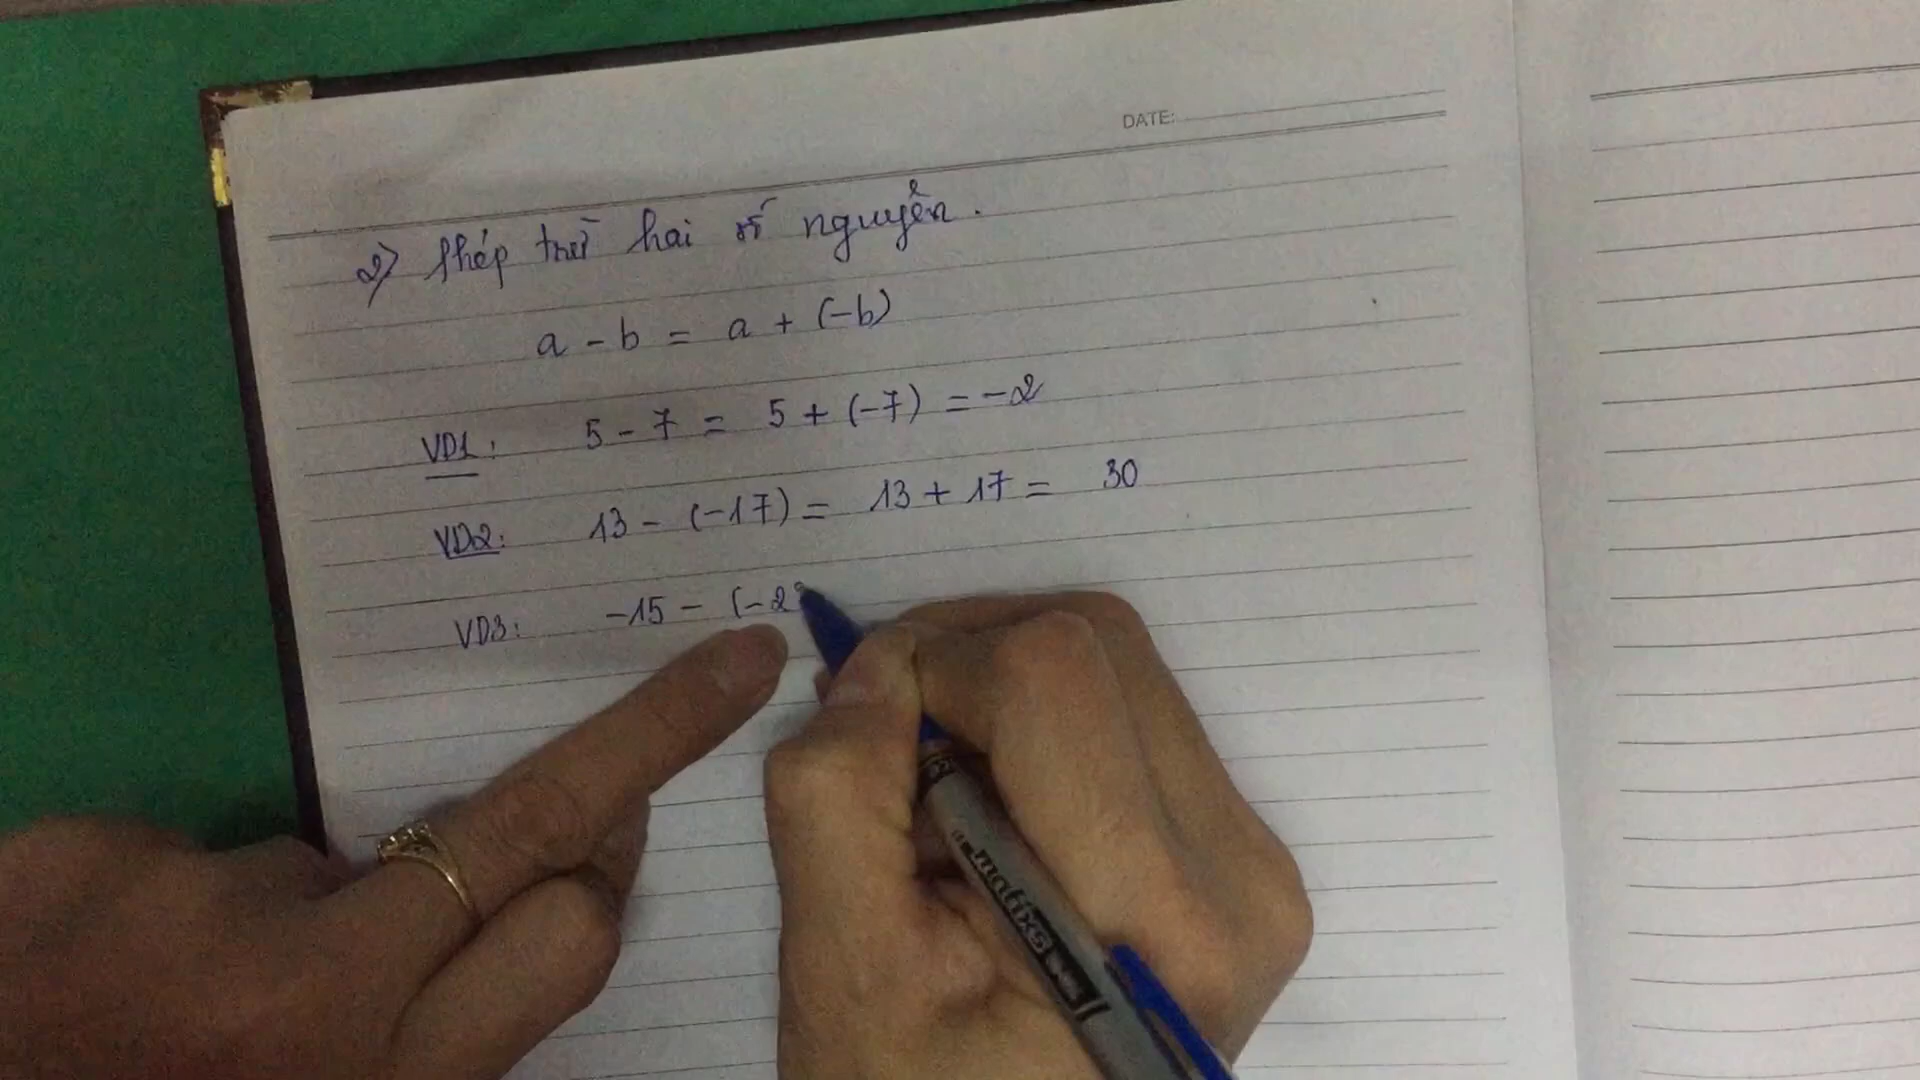 DATE:
2) Phép trừ hai số nguyên.
a - b = a + (-b)
VD1: 5 - 7 = 5 + (-7) = -2
VD2: 13 - (-17) = 13 + 17 = 30
VD3: -15 - (-2
matixs